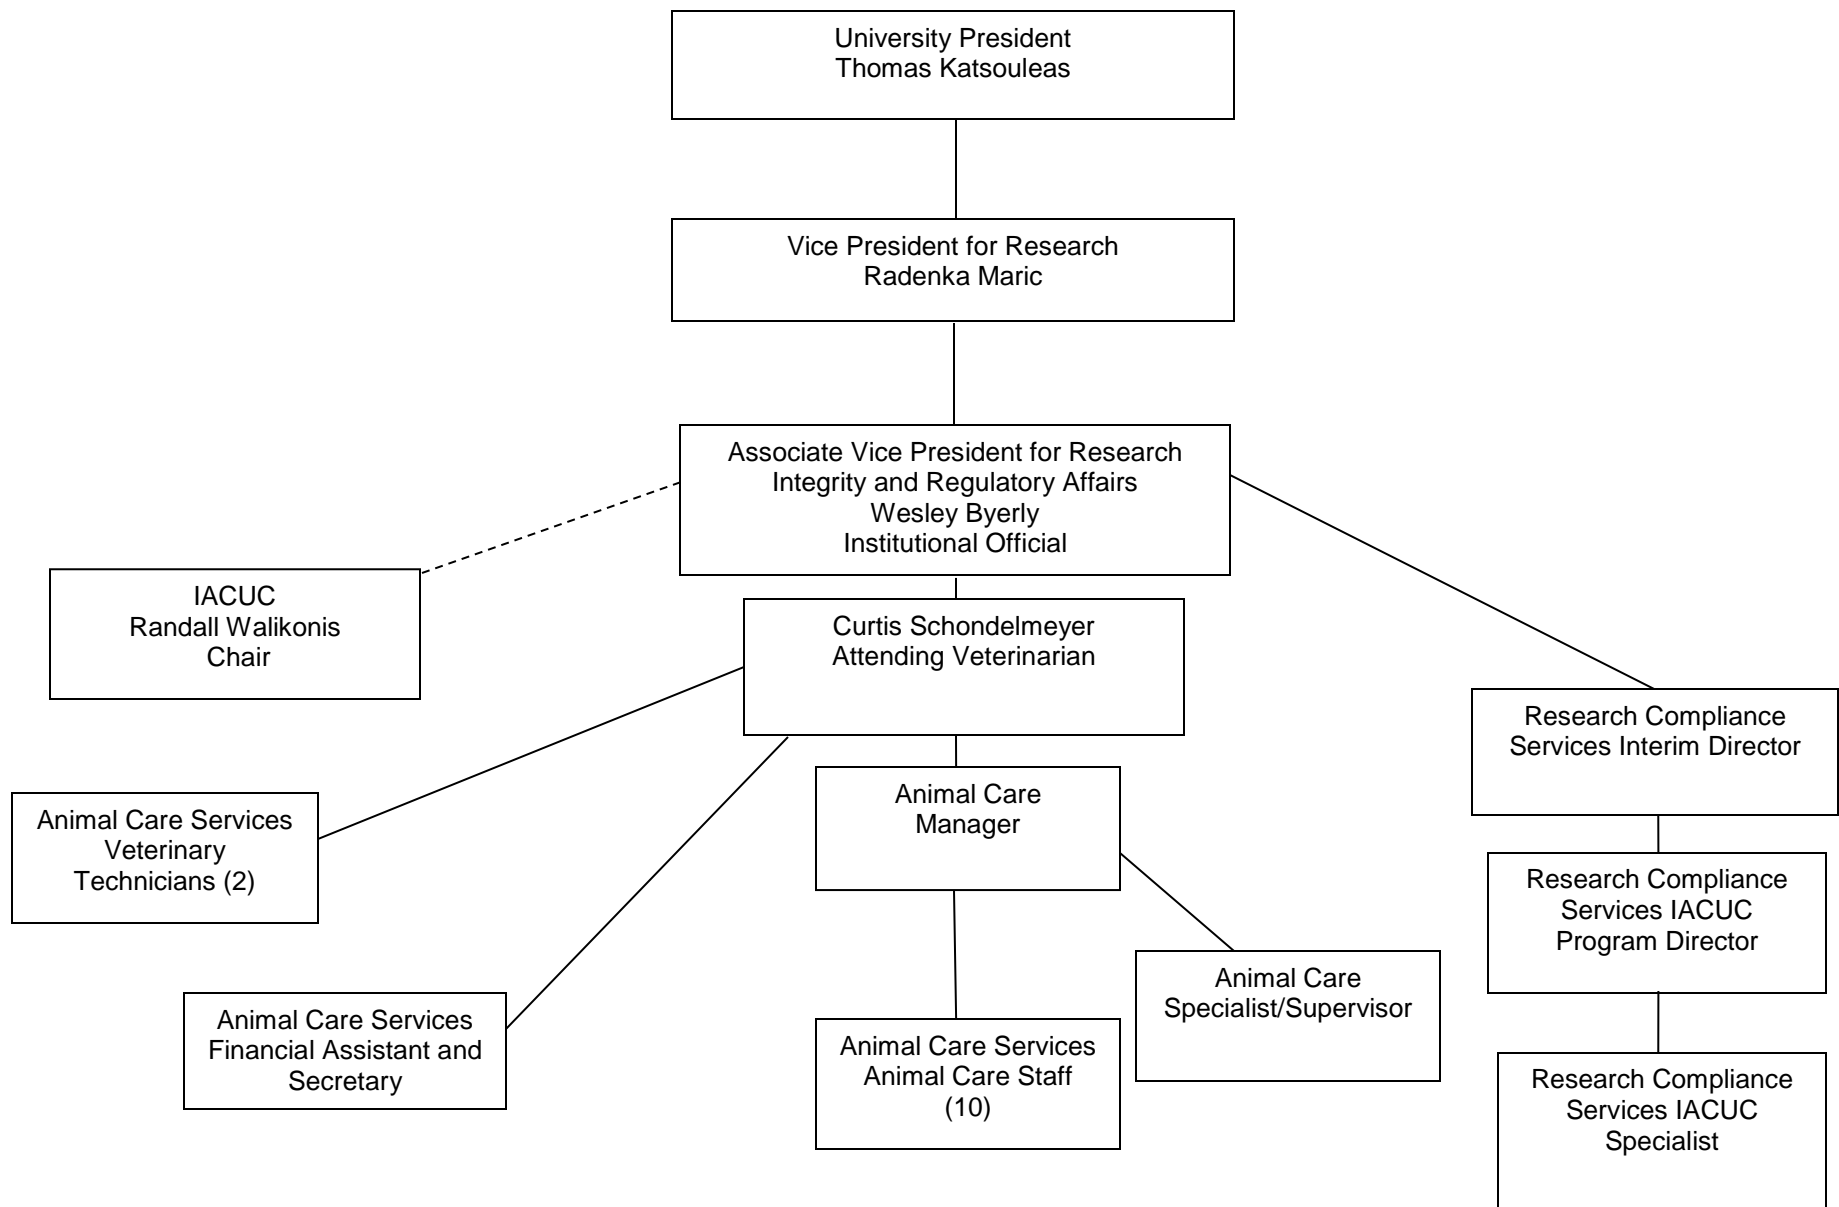 University President
Thomas Katsouleas
Vice President for Research
Radenka Maric
Associate Vice President for Research
Integrity and Regulatory Affairs
Wesley Byerly
Institutional Official
IACUC
Randall Walikonis
Chair
Curtis Schondelmeyer
Attending Veterinarian
Research Compliance
Services Interim Director
Animal Care Services
Veterinary
Technicians (2)
Animal Care
Manager
Research Compliance
Services IACUC
Program Director
Animal Care
Specialist/Supervisor
Animal Care Services
Financial Assistant and
Secretary
Animal Care Services
Animal Care Staff
(10)
Research Compliance
Services IACUC
Specialist